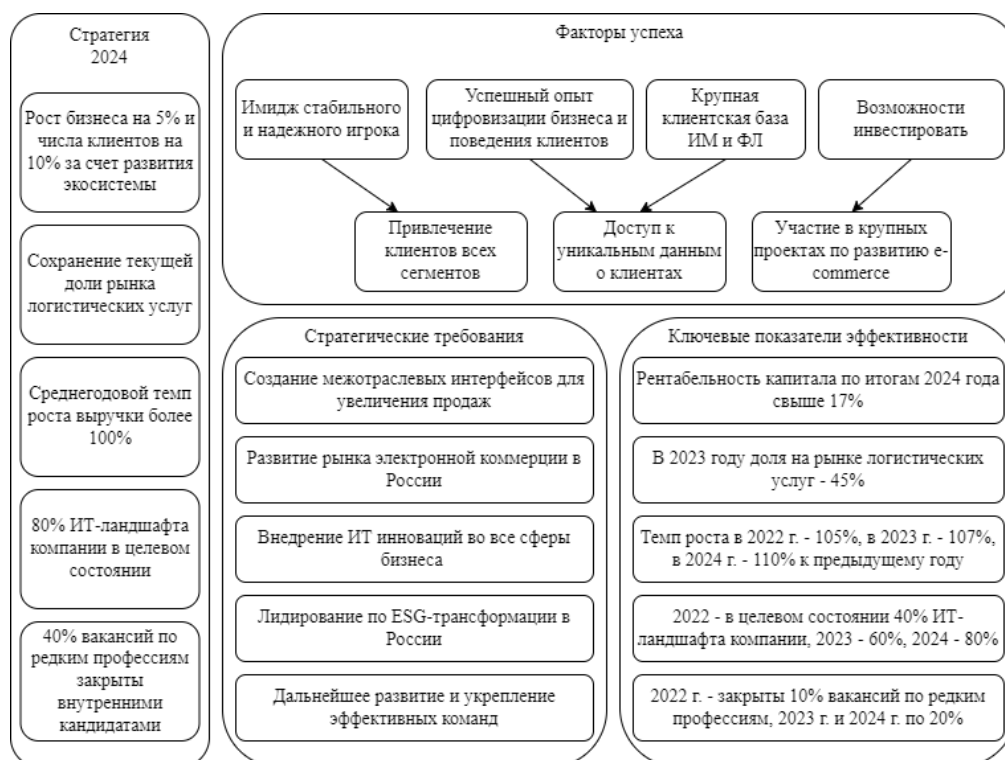 Стратегия
2024
Рост бизнеса на 5% и
числа клиентов на
10% за счет развития
экосистемы
Сохранение текущей
доли рынка
логистических услуг
Среднегодовой темп
роста выручки более
100%
80% ИТ-ландшафта
компании в целевом
состоянии
40% вакансий по
редким профессиям
закрыты
внутренними
кандидатами
Факторы успеха
Имидж стабильного
и надежного игрока
Успешный опыт
цифровизации бизнеса и
поведения клиентов
Крупная
клиентская база
ИМ и ФЛ
Возможности
инвестировать
Привлечение
клиентов всех
сегментов
Доступ к
уникальным данным
о клиентах
Участие в крупных
проектах по развитию e-
commerce
Стратегические требования
Создание межотраслевых интерфейсов для
увеличения продаж
Развитие рынка электронной коммерции в
России
Внедрение ИТ инноваций во все сферы
бизнеса
Лидирование по ESG-трансформации в
России
Дальнейшее развитие и укрепление
эффективных команд
Ключевые показатели эффективности
Рентабельность капитала по итогам 2024 года
свыше 17%
В 2023 году доля на рынке логистических
услуг - 45%
Темп роста в 2022 г. - 105%, в 2023 г. - 107%,
в 2024 г. - 110% к предыдущему году
2022 - в целевом состоянии 40% ИТ-
ландшафта компании, 2023 - 60%, 2024 - 80%
2022 г. - закрыты 10% вакансий по редким
профессиям, 2023 г. и 2024 г. по 20%